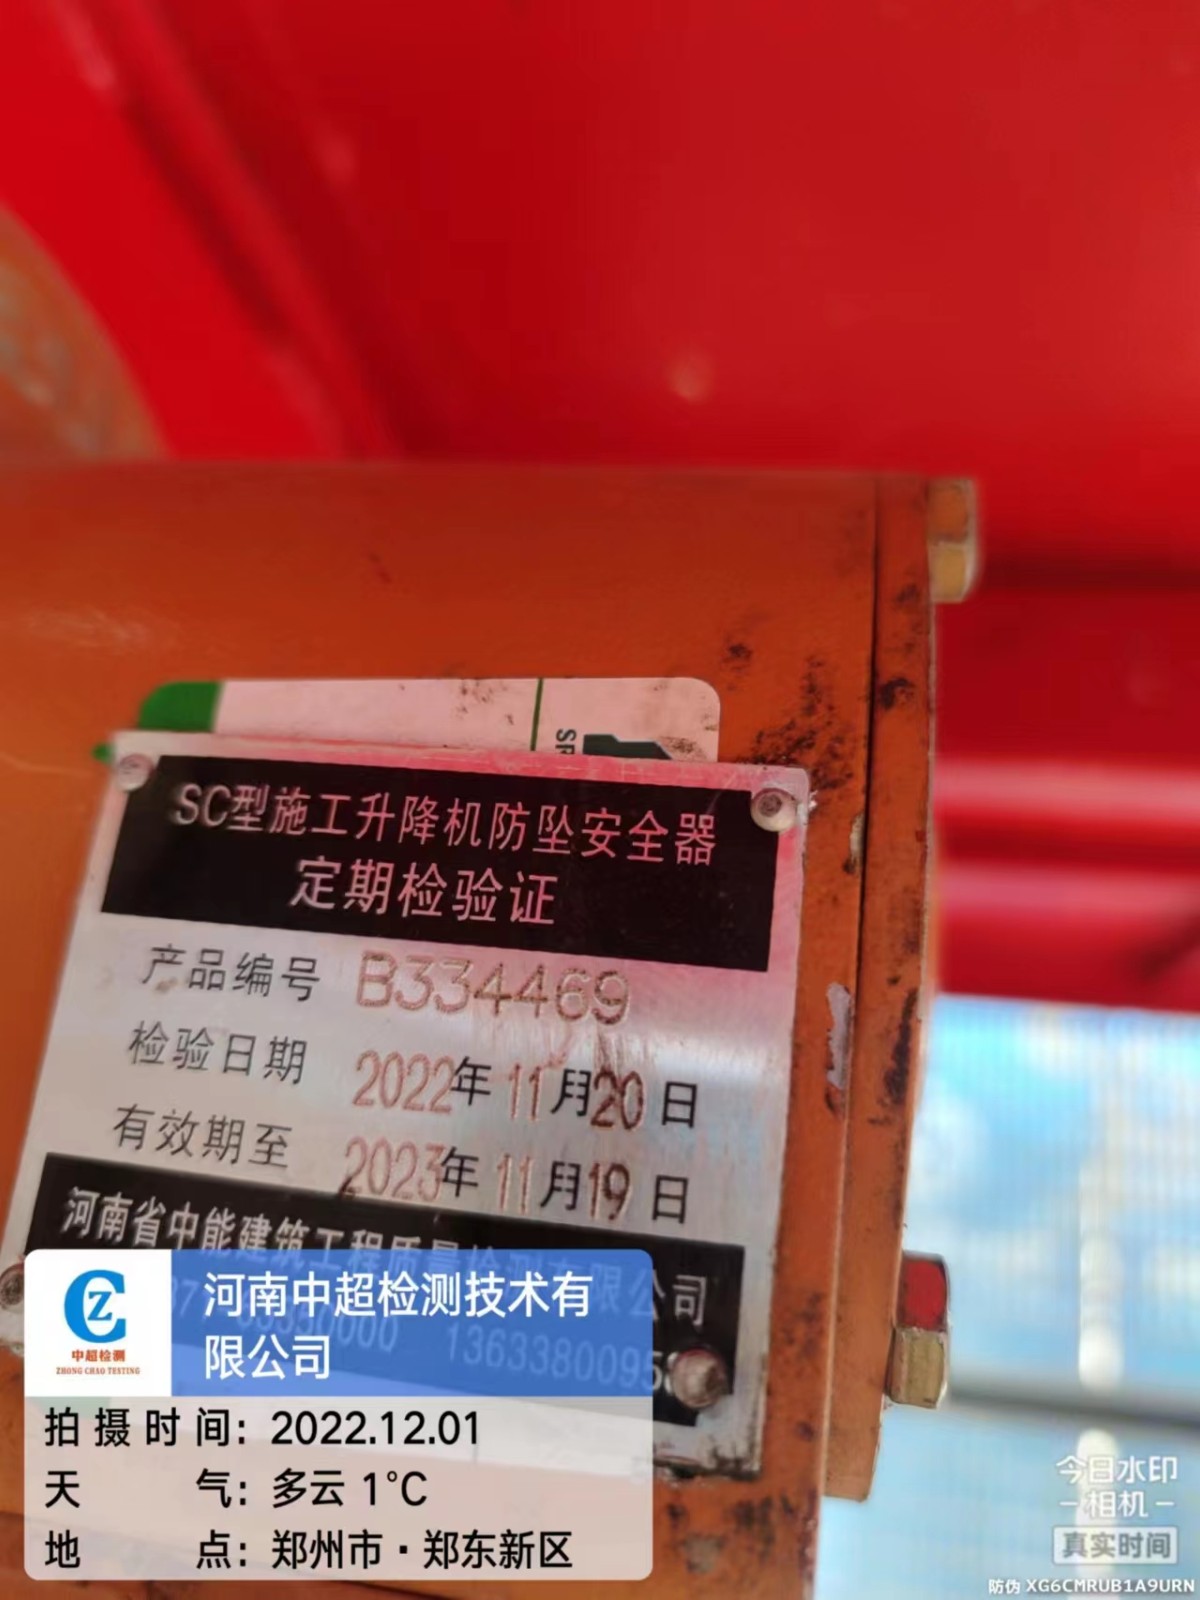 SC型施工升降机防坠安全器
定期检验证
产品编号 B334469
检验日期 2022年11月20日
有效期至 2023年11月19日
河南省中能建筑工程质量检测有限公司
河南中超检测技术有
限公司
中超检测
ZHONG CHAO TESTING
拍摄时间：2022.12.01
天气：多云 1℃
地点：郑州市·郑东新区
今日水印
相机
真实时间
防伪 XG6CMRUB1A9URN